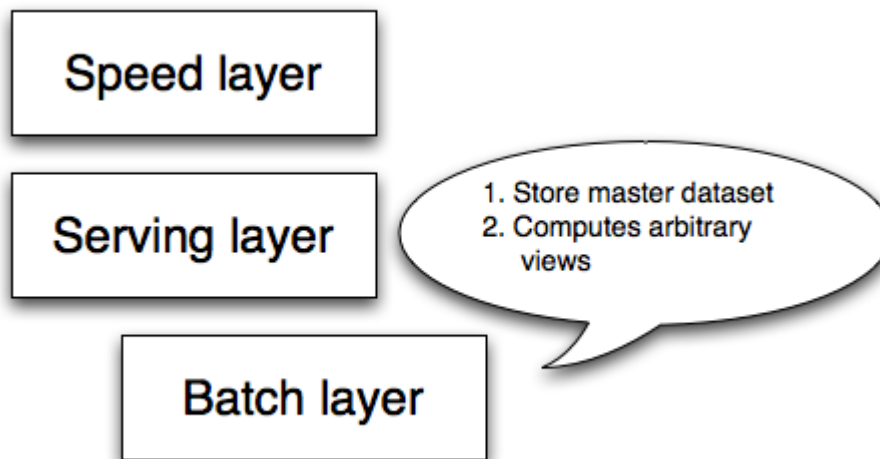 Speed layer
Serving layer
1. Store master dataset
2. Computes arbitrary
views
Batch layer